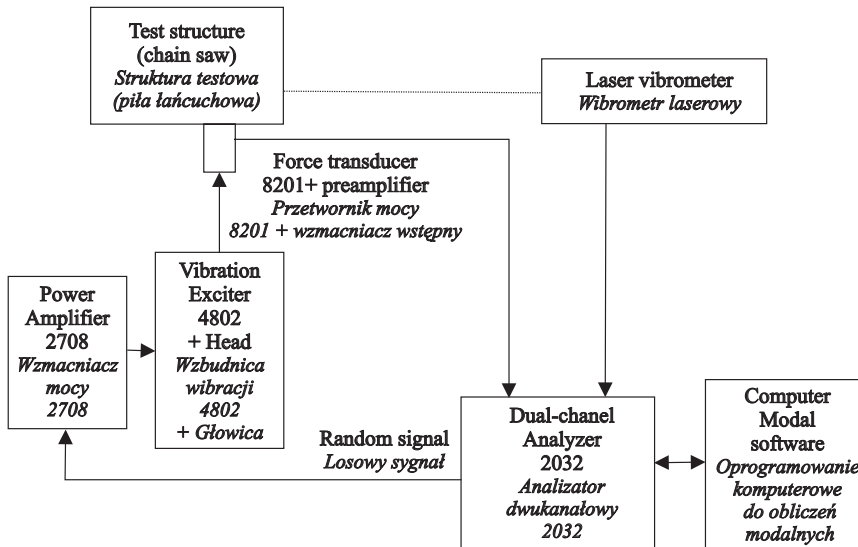 Test structure
(chain saw)
Struktura testowa
(piła łańcuchowa)
Laser vibrometer
Wibrometr laserowy
Force transducer
8201+ preamplifier
Przetwornik mocy
8201 + wzmacniacz wstępny
Power
Amplifier
2708
Wzmacniacz
mocy
2708
Vibration
Exciter
4802
+ Head
Wzbudnica
wibracji
4802
+ Głowica
Random signal
Losowy sygnał
Dual-chanel
Analyzer
2032
Analizator
dwukanałowy
2032
Computer
Modal
software
Oprogramowanie
komputerowe
do obliczeń
modalnych